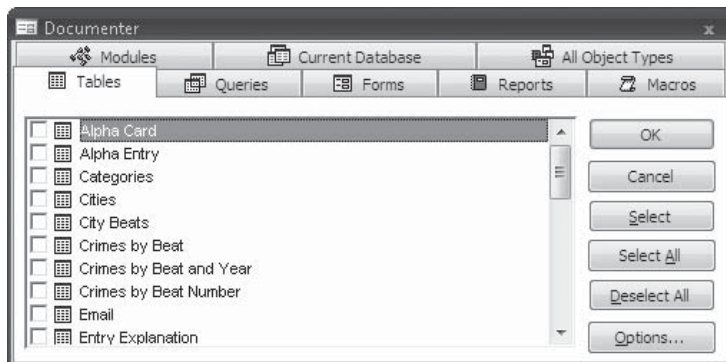 Documenter
x
Modules Current Database All Object Types
Tables Queries Forms Reports Macros
Alpha Card
Alpha Entry
Categories
Cities
City Beats
Crimes by Beat
Crimes by Beat and Year
Crimes by Beat Number
Email
Entry Explanation
OK
Cancel
Select
Select All
Deselect All
Options...